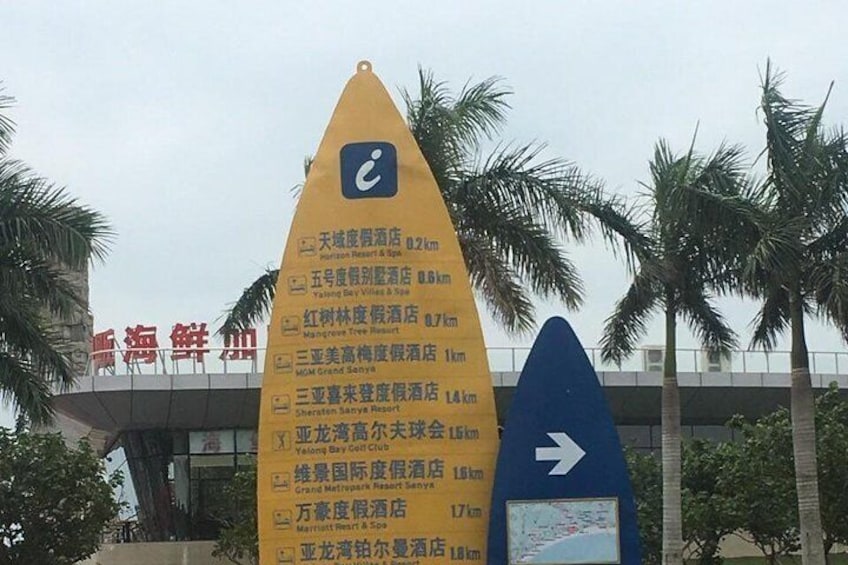 i
天域度假酒店 0.2km
Horizon Resort & Spa
五号度假别墅酒店 0.6km
Yalong Bay Villas & Spa
红树林度假酒店 0.7km
Mangrove Tree Resort
三亚美高梅度假酒店 1km
MGM Grand Sanya
三亚喜来登度假酒店 1.4km
Sheraton Sanya Resort
亚龙湾高尔夫球会 1.5km
Yalong Bay Golf Club
维景国际度假酒店 1.6km
Grand Metropark Resort Sanya
万豪度假酒店 1.7km
Marriott Resrt & Spa
亚龙湾铂尔曼酒店 1.8km
海鲜加